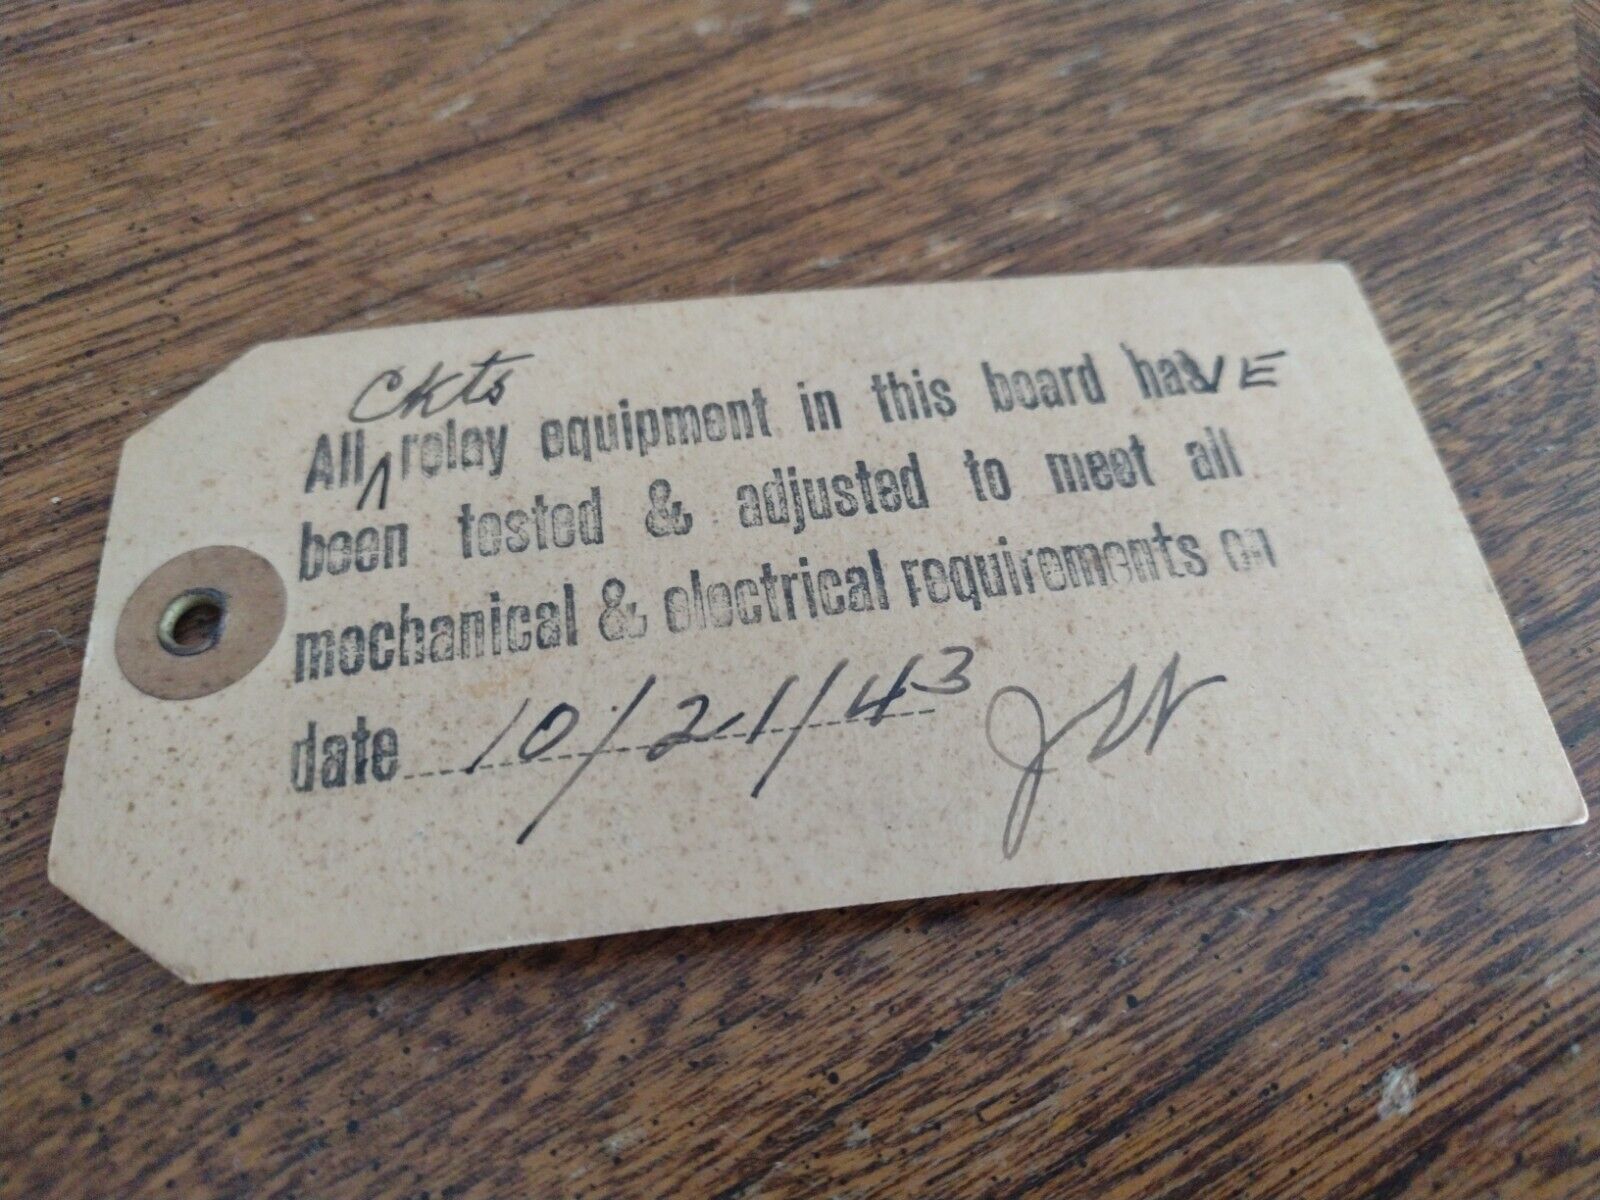 Ckts
All ^ relay equipment in this board haVE
been tested & adjusted to meet all
mechanical & electrical requirements on
date 10/21/43